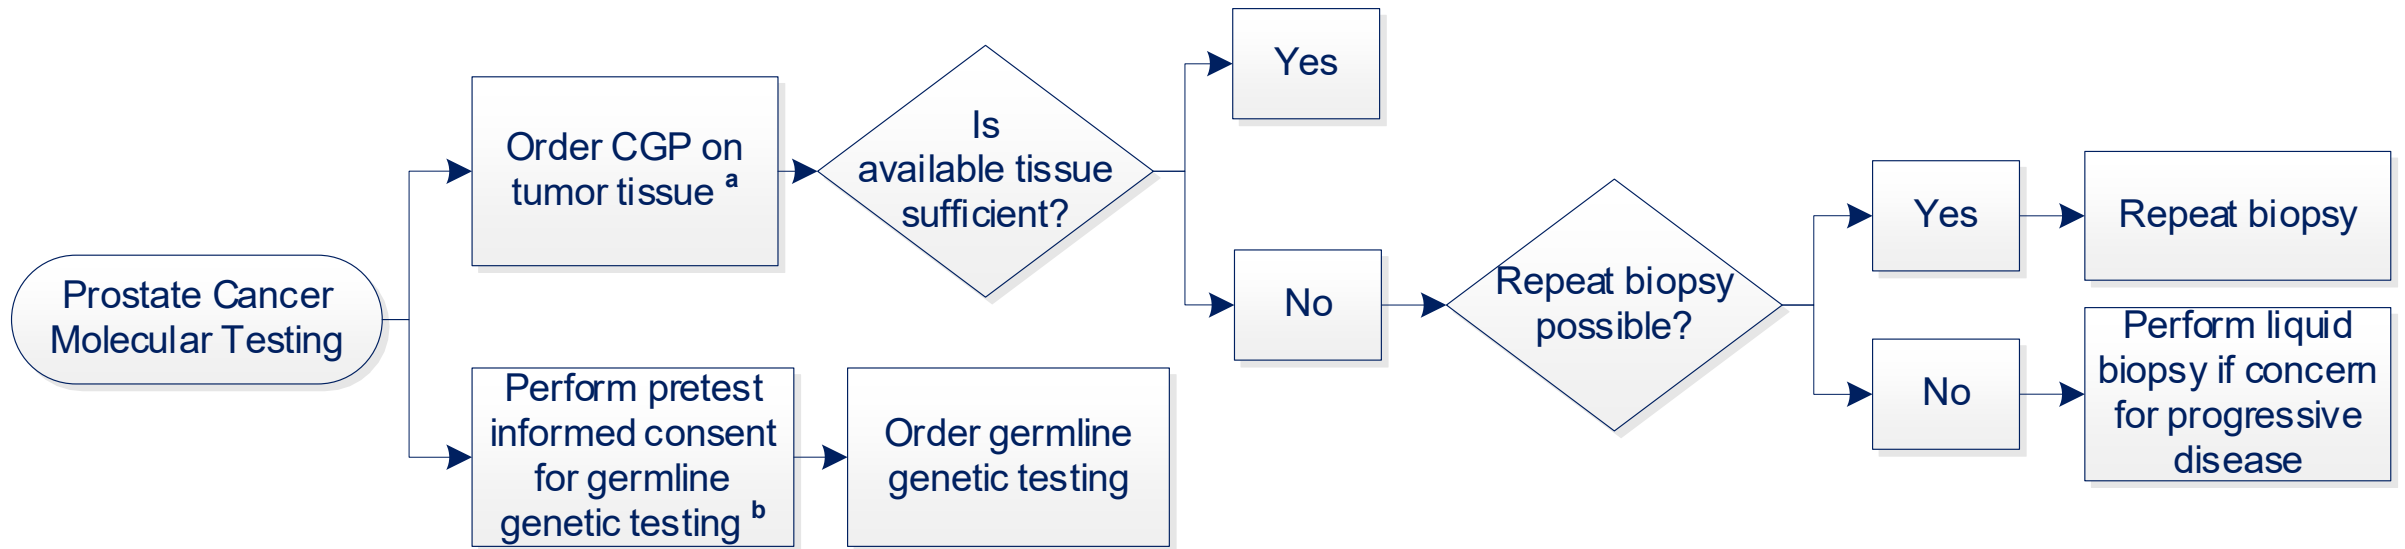 Prostate Cancer
Molecular Testing
Order CGP on
tumor tissue a
Is
available tissue
sufficient?
Yes
No
Repeat biopsy
possible?
Yes
Repeat biopsy
No
Perform liquid
biopsy if concern
for progressive
disease
Perform pretest
informed consent
for germline
genetic testing b
Order germline
genetic testing